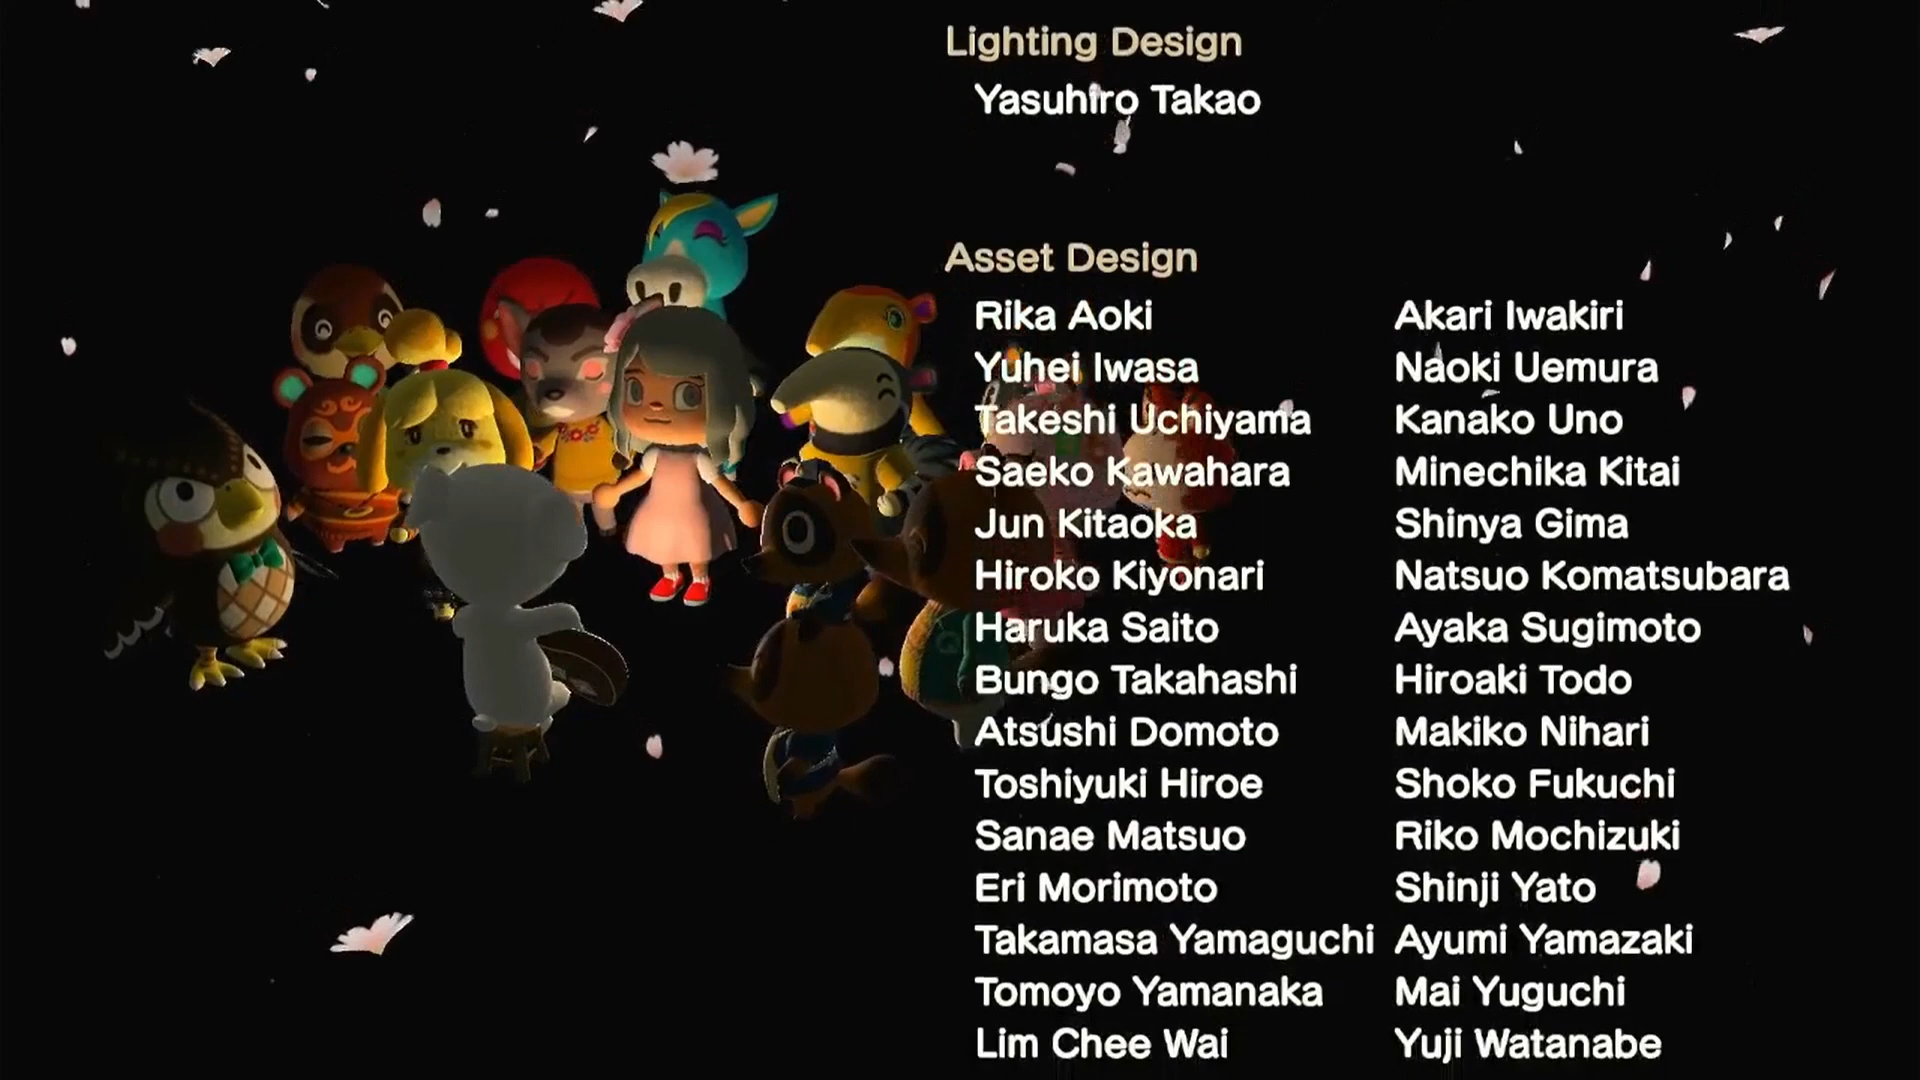 Lighting Design
Yasuhiro Takao
Asset Design
Rika Aoki Akari Iwakiri
Yuhei Iwasa Naoki Uemura
Takeshi Uchiyama Kanako Uno
Saeko Kawahara Minechika Kitai
Jun Kitaoka Shinya Gima
Hiroko Kiyonari Natsuo Komatsubara
Haruka Saito Ayaka Sugimoto
Bungo Takahashi Hiroaki Todo
Atsushi Domoto Makiko Nihari
Toshiyuki Hiroe Shoko Fukuchi
Sanae Matsuo Riko Mochizuki
Eri Morimoto Shinji Yato
Takamasa Yamaguchi Ayumi Yamazaki
Tomoyo Yamanaka Mai Yuguchi
Lim Chee Wai Yuji Watanabe